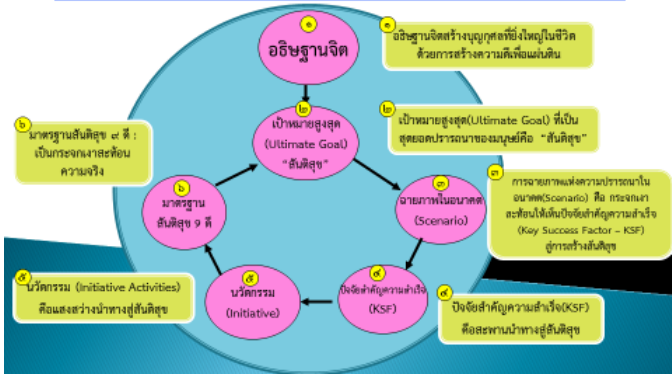 ๑
อธิษฐานจิต
๑
อธิษฐานจิตสร้างบุญกุศลที่ยิ่งใหญ่ในชีวิต
ด้วยการสร้างความดีเพื่อแผ่นดิน
๒
เป้าหมายสูงสุด
(Ultimate Goal)
“สันติสุข”
๒
เป้าหมายสูงสุด(Ultimate Goal) ที่เป็น
สุดยอดปรารถนาของมนุษย์คือ “สันติสุข”
๓
ฉายภาพในอนาคต
(Scenario)
๓
การฉายภาพแห่งความปรารถนาใน
อนาคต(Scenario) คือ กระจกเงา
สะท้อนให้เห็นปัจจัยสำคัญความสำเร็จ
(Key Success Factor – KSF)
สู่การสร้างสันติสุข
๔
ปัจจัยสำคัญความสำเร็จ
(KSF)
๔
ปัจจัยสำคัญความสำเร็จ(KSF)
คือสะพานนำทางสู่สันติสุข
๕
นวัตกรรม
(Initiative)
๕
นวัตกรรม (Initiative Activities)
คือแสงสว่างนำทางสู่สันติสุข
๖
มาตรฐาน
สันติสุข 9 ดี
๖
มาตรฐานสันติสุข ๙ ดี :
เป็นกระจกเงาสะท้อน
ความจริง